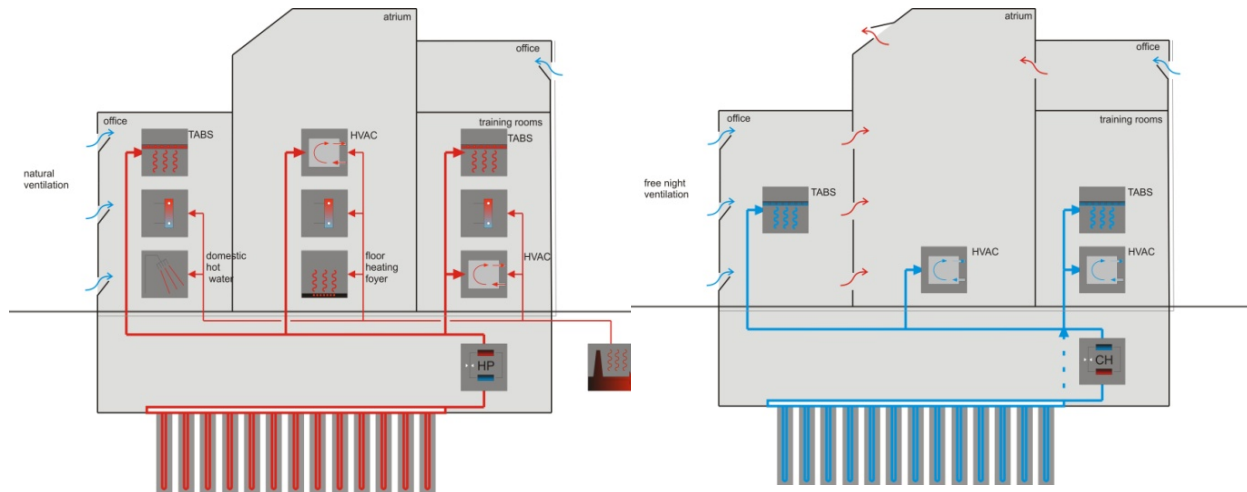 atrium
office
office
TABS
HVAC
training rooms
TABS
natural
ventilation
domestic
hot
water
floor
heating
foyer
HVAC
HP
atrium
office
office
training rooms
free night
ventilation
TABS
TABS
HVAC
HVAC
CH